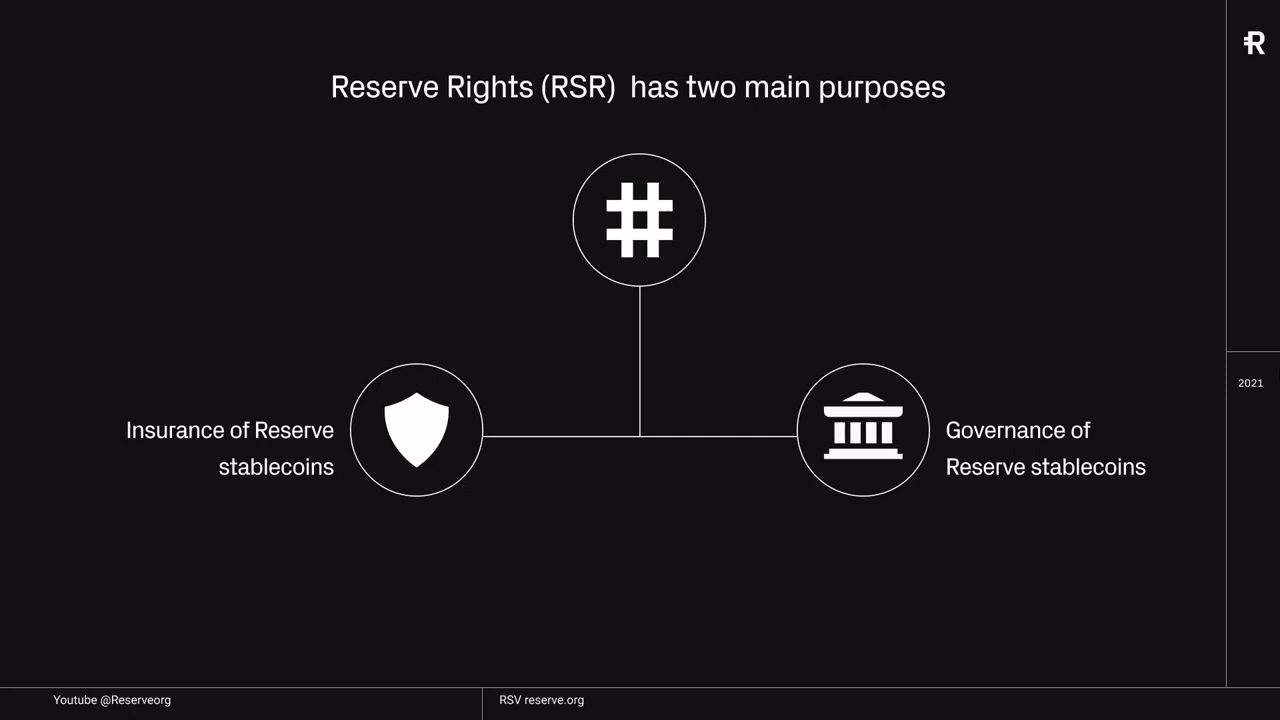 Reserve Rights (RSR) has two main purposes
#
Insurance of Reserve
stablecoins
Governance of
Reserve stablecoins
2021
Youtube @Reserveorg
RSV reserve.org